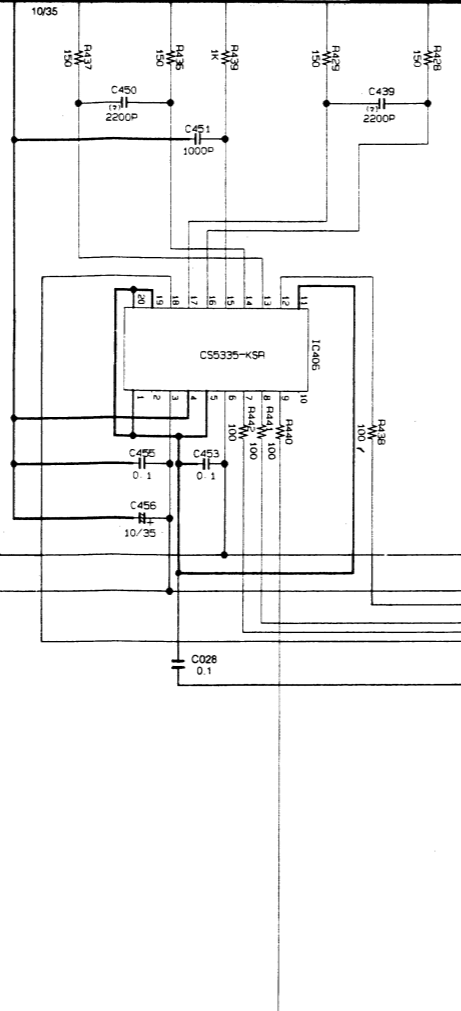 10/35
R437
150
R436
150
R439
1K
R429
150
R428
150
C450
(?)
2200P
C439
(?)
2200P
C451
1000P
20
19
18
17
16
15
14
13
12
11
CS5335-KSR
IC406
1
2
3
4
5
6
7
8
9
10
R442
100
R441
100
R440
R438
100
C455
0.1
C453
0.1
C456
+
10/35
C028
0.1